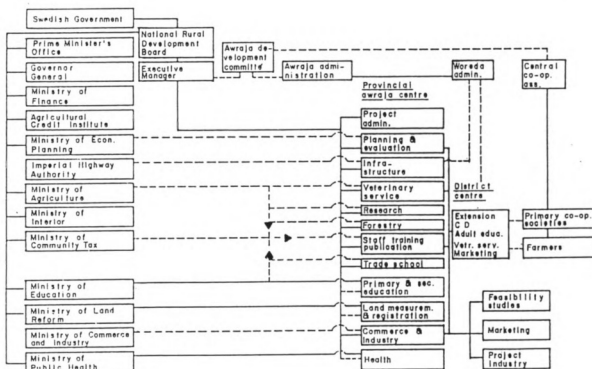 Swedish Government
Prime Minister's
Office
Governor
General
Ministry of
Finance
Agricultural
Credit Institute
Ministry of Econ.
Planning
Imperial Highway
Authority
Ministry of
Agriculture
Ministry of
Interior
Ministry of
Community Tax
Ministry of
Education
Ministry of Land
Reform
Ministry of Commerce
and Industry
Ministry of
Public Health
National Rural
Development
Board
Executive
Manager
Awraja de-
velopment
committé
Awraja admi-
nistration
Woreda
admin.
Central
co-op.
ass.
Provincial
awraja centre
Project
admin.
Planning &
evaluation
Infra-
structure
Veterinary
service
Research
Forestry
Staff training
publication
Trade school
Primary & sec.
education
Land measurem.
& registration
Commerce &
Industry
Health
District
centre
Extension
C D
Adult educ.
Vetr. serv.
Marketing
Primary co-op.
societies
Farmers
Feasibility
studies
Marketing
Project
Industry